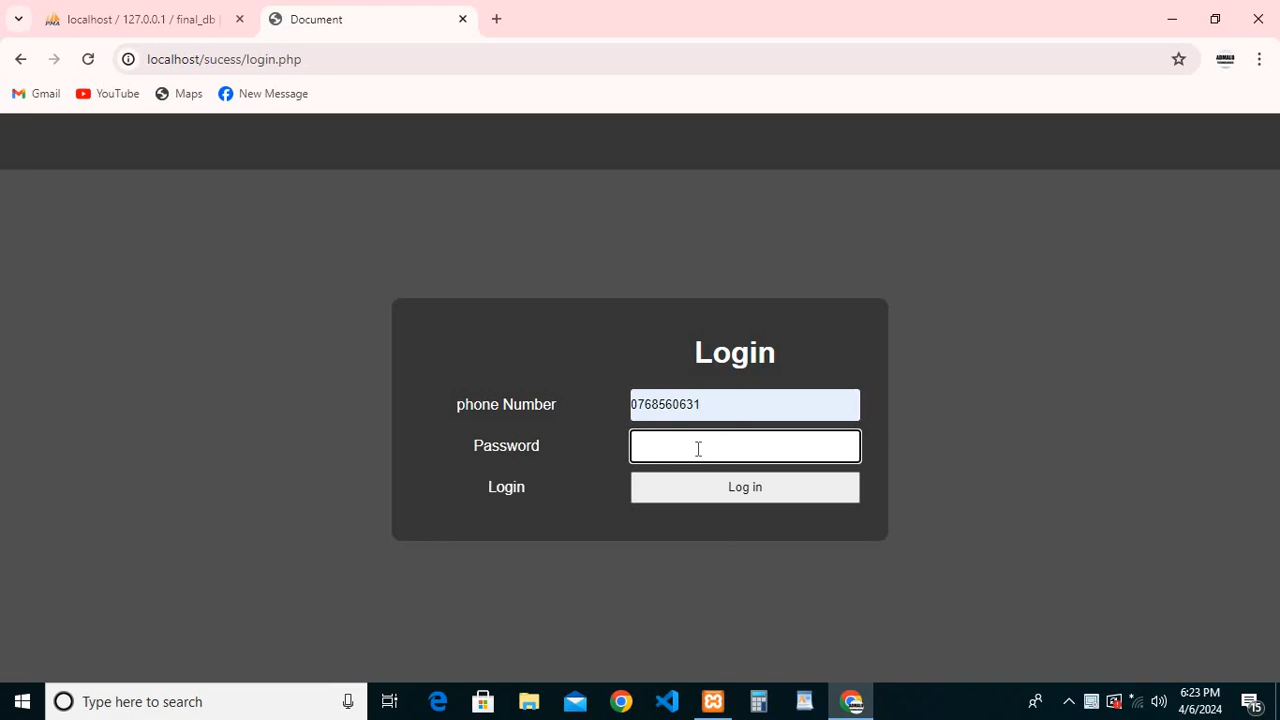 localhost / 127.0.0.1 / final_db |
Document
localhost/sucess/login.php
Gmail
YouTube
Maps
New Message
Login
phone Number
0768560631
Password
Login
Log in
Type here to search
6:23 PM
4/6/2024
15